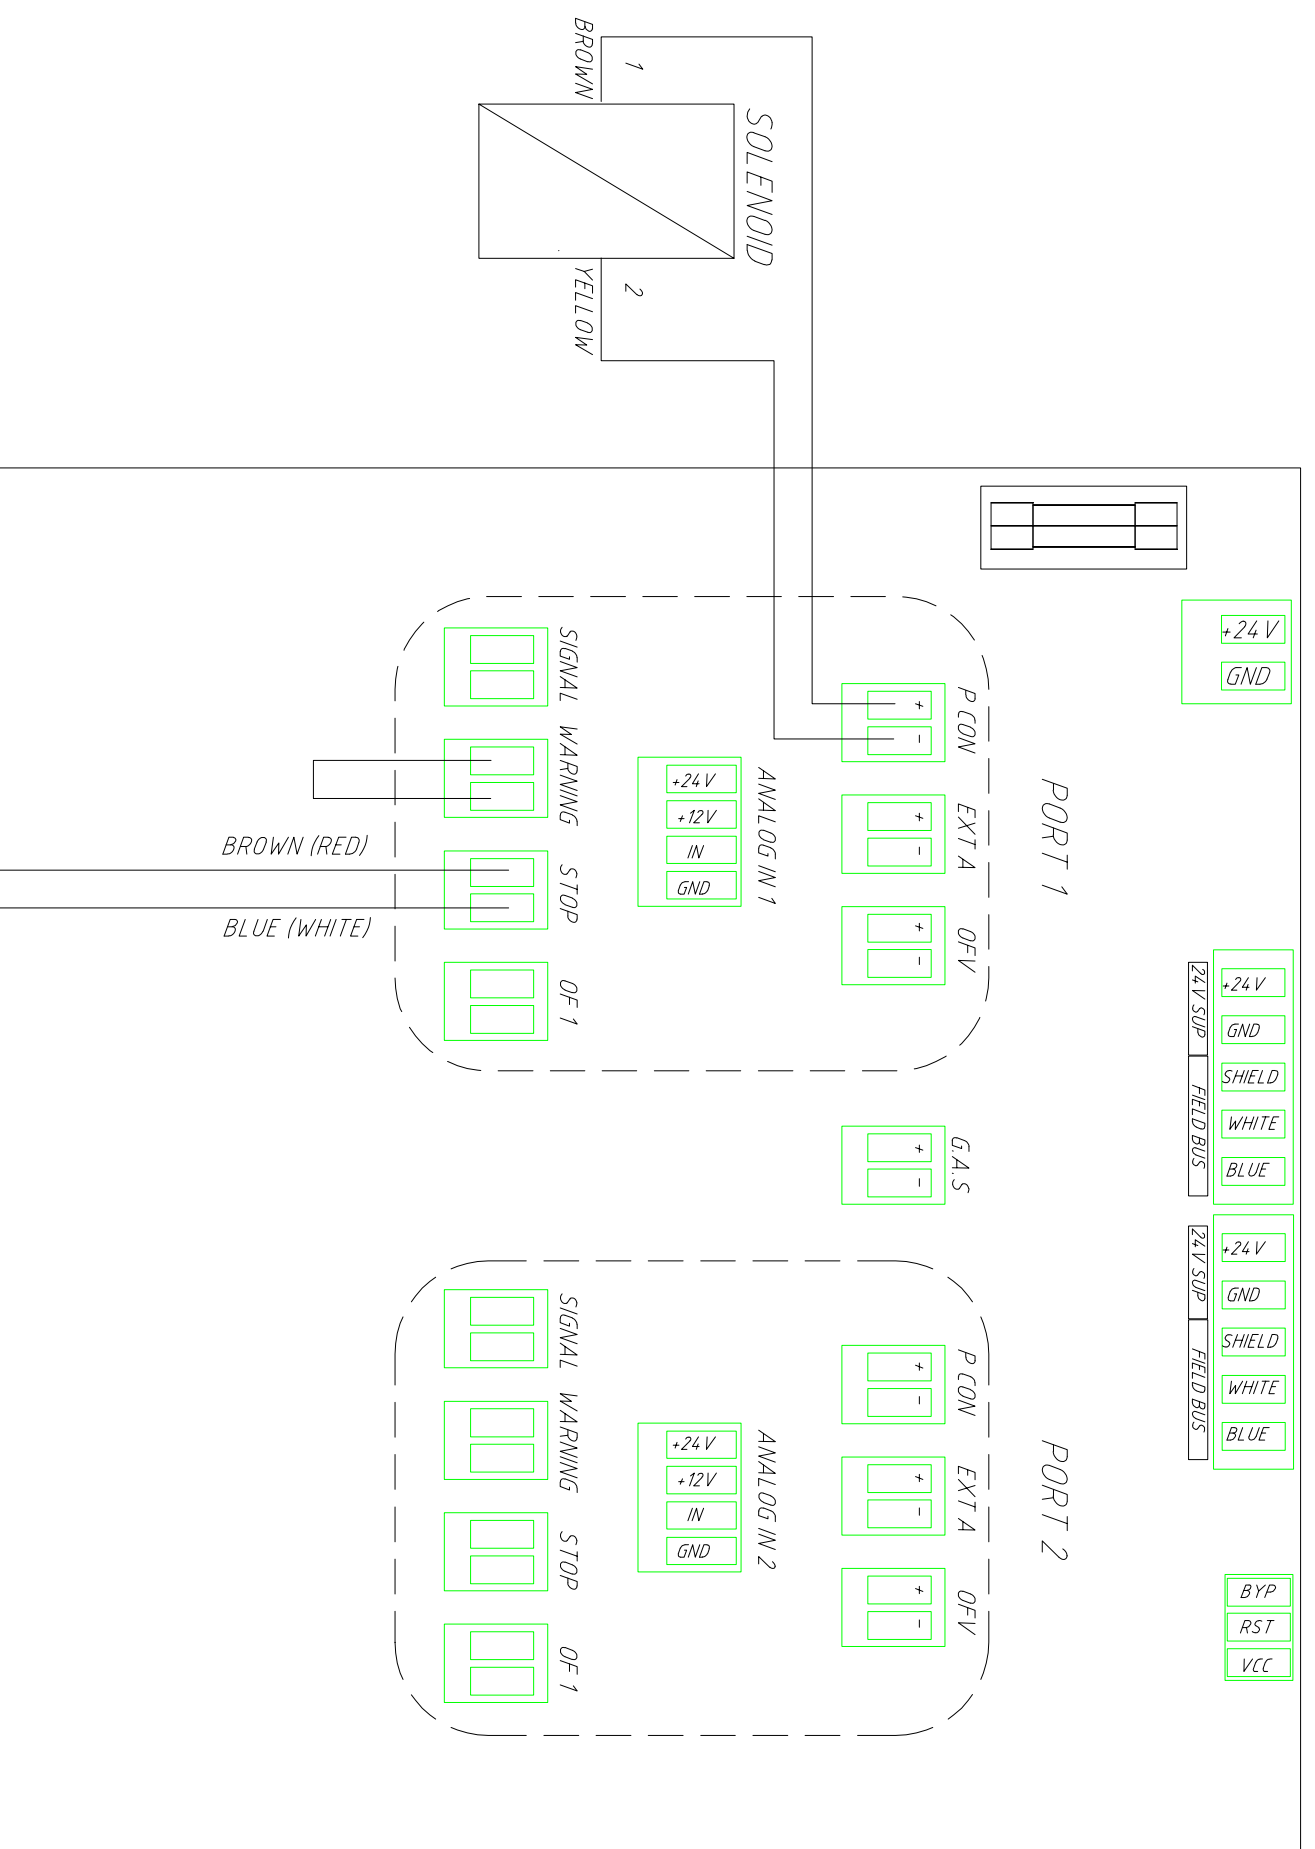 BROWN
1
SOLENOID
2
YELLOW
+24V
GND
PORT 1
P CON
+
-
EXT A
+
-
OFV
+
-
ANALOG IN 1
+24V
+12V
IN
GND
SIGNAL
WARNING
STOP
OF 1
BROWN (RED)
BLUE (WHITE)
24V SUP
FIELD BUS
+24V
GND
SHIELD
WHITE
BLUE
G.A.S
+
-
24V SUP
FIELD BUS
+24V
GND
SHIELD
WHITE
BLUE
PORT 2
P CON
+
-
EXT A
+
-
OFV
+
-
ANALOG IN 2
+24V
+12V
IN
GND
SIGNAL
WARNING
STOP
OF 1
BYP
RST
VCC